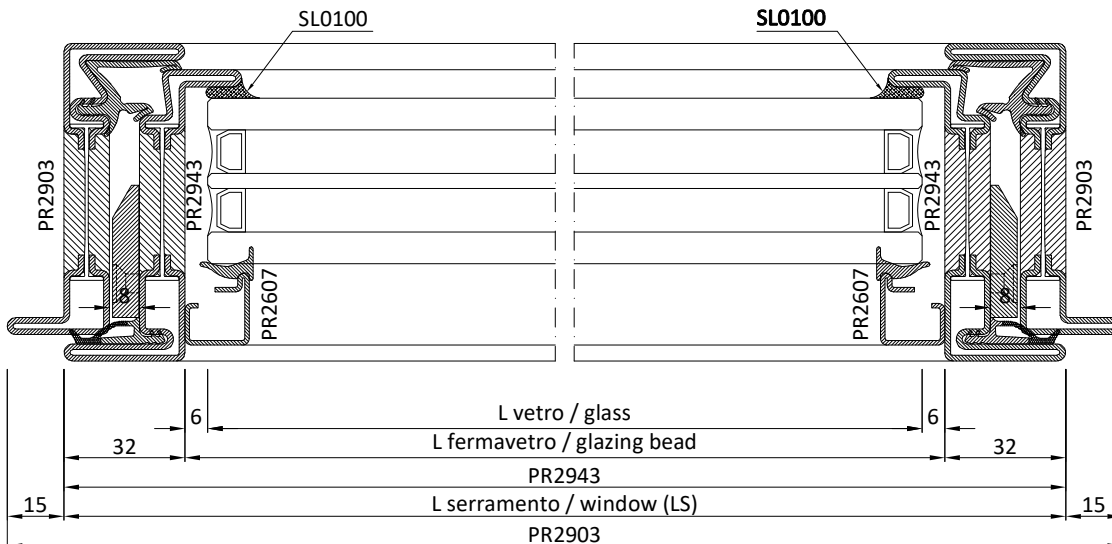 SL0100
SL0100
PR2903
PR2943
PR2943
PR2903
PR2607
PR2607
8
8
6
L vetro / glass
6
32
L fermavetro / glazing bead
32
PR2943
15
L serramento / window (LS)
15
PR2903